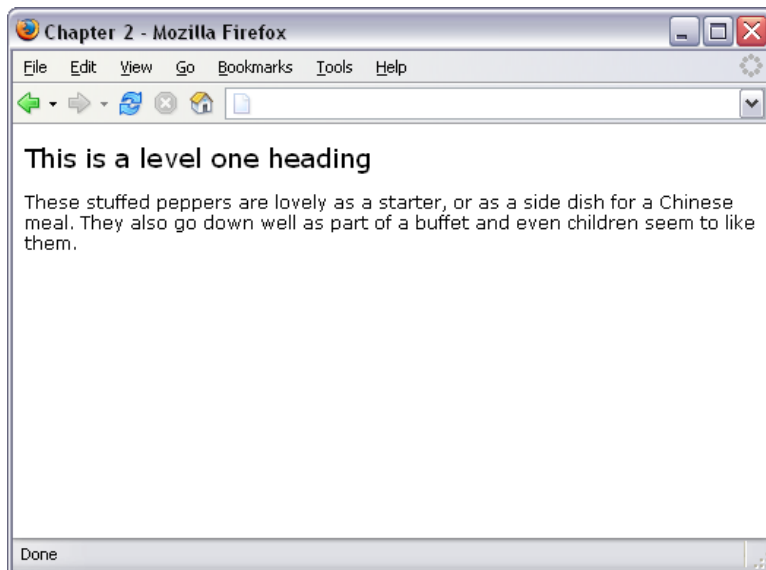 Chapter 2 - Mozilla Firefox
File Edit View Go Bookmarks Tools Help
This is a level one heading
These stuffed peppers are lovely as a starter, or as a side dish for a Chinese
meal. They also go down well as part of a buffet and even children seem to like
them.
Done